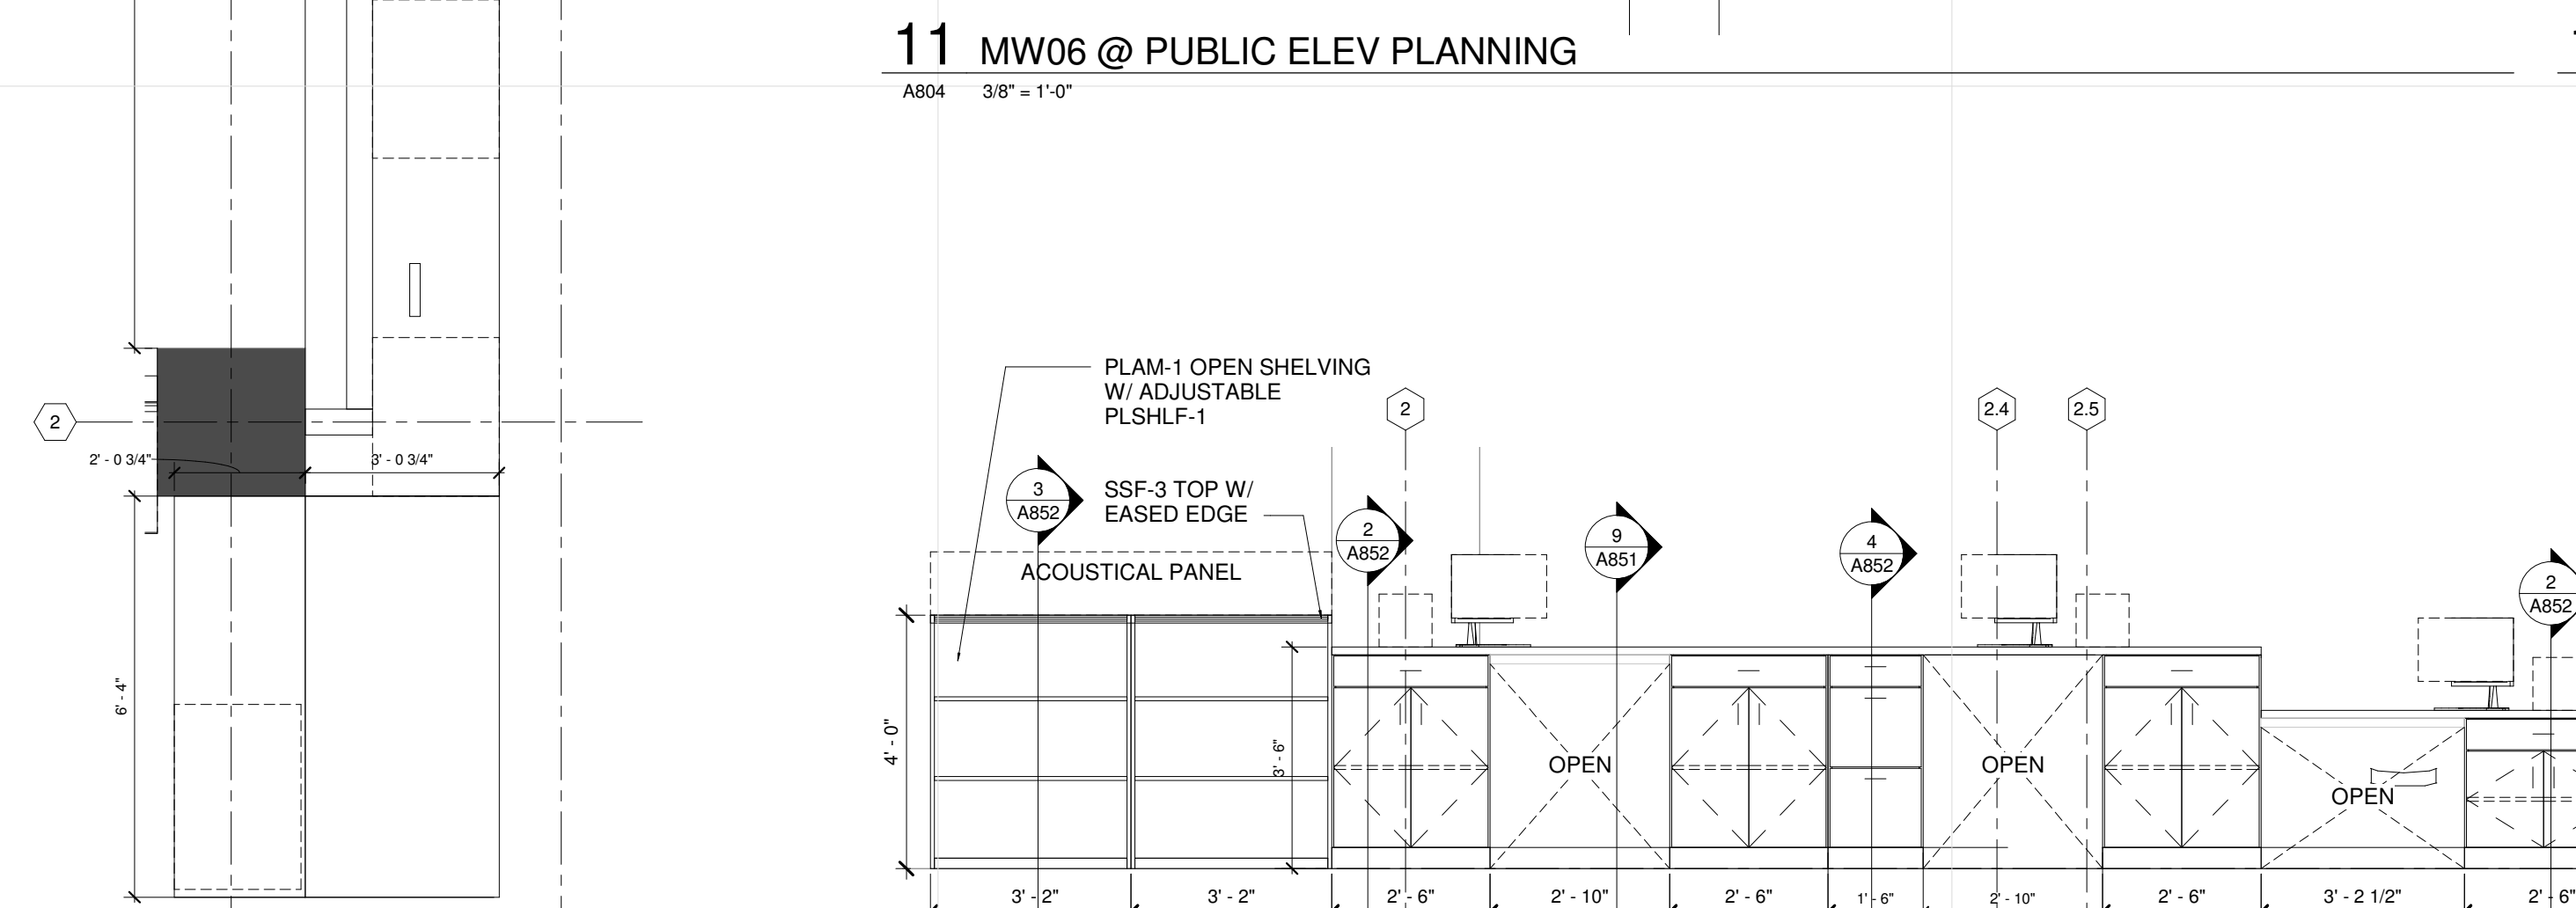 11 MW06 @ PUBLIC ELEV PLANNING
A804 3/8" = 1'-0"
PLAM-1 OPEN SHELVING
W/ ADJUSTABLE
PLSHLF-1
2
2.4
2.5
2
2' - 0 3/4"
3' - 0 3/4"
3
A852
SSF-3 TOP W/
EASED EDGE
2
A852
9
A851
4
A852
2
A852
ACOUSTICAL PANEL
6' - 4"
4' - 0"
3' - 6"
OPEN
OPEN
OPEN
3' - 2"
3' - 2"
2' - 6"
2' - 10"
2' - 6"
1' - 6"
2' - 10"
2' - 6"
3' - 2 1/2"
2' - 6"